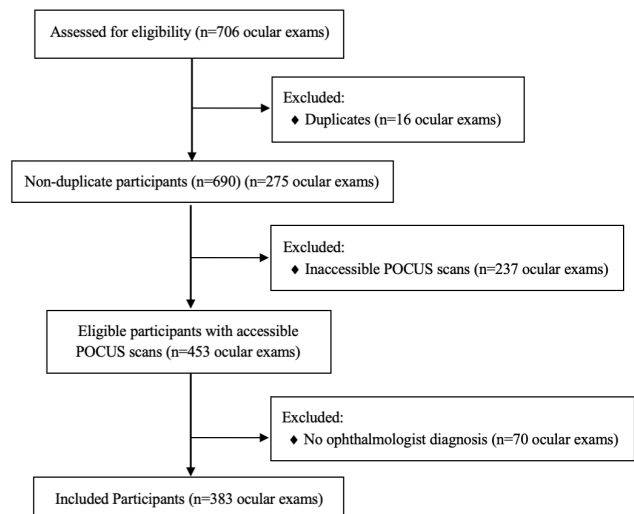 Assessed for eligibility (n=706 ocular exams)
Excluded:
♦ Duplicates (n=16 ocular exams)
Non-duplicate participants (n=690) (n=275 ocular exams)
Excluded:
♦ Inaccessible POCUS scans (n=237 ocular exams)
Eligible participants with accessible
POCUS scans (n=453 ocular exams)
Excluded:
♦ No ophthalmologist diagnosis (n=70 ocular exams)
Included Participants (n=383 ocular exams)